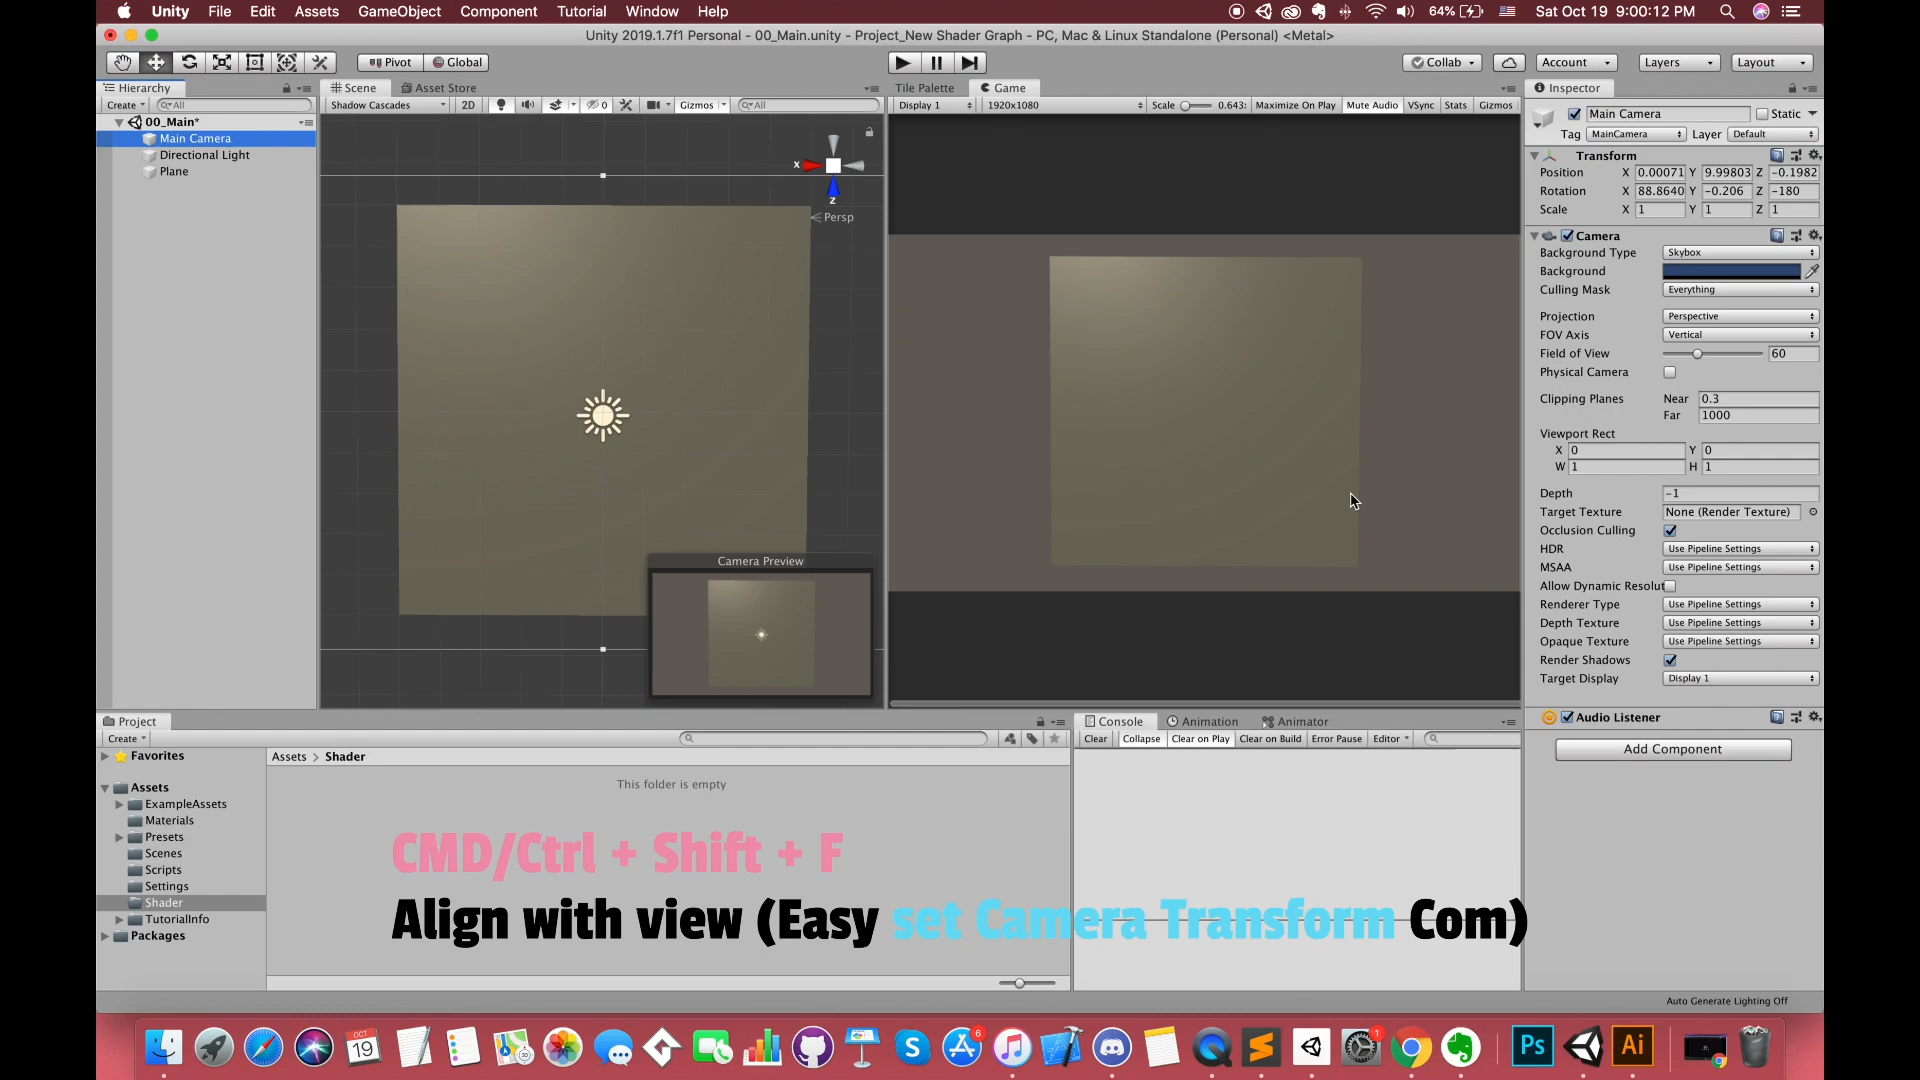 Unity File Edit Assets GameObject Component Tutorial Window Help
64% Sat Oct 19 9:00:12 PM
Unity 2019.1.7f1 Personal - 00_Main.unity - Project_New Shader Graph - PC, Mac & Linux Standalone (Personal) <Metal>
Pivot Global
Collab Account Layers Layout
Hierarchy
Create All
00_Main*
Main Camera
Directional Light
Plane
Scene Asset Store
Shadow Cascades 2D 0 Gizmos All
x
z
Persp
Camera Preview
Tile Palette Game
Display 1 1920x1080 Scale 0.643: Maximize On Play Mute Audio VSync Stats Gizmos
Inspector
Main Camera Static
Tag MainCamera Layer Default
Transform
Position X 0.00071 Y 9.99803 Z -0.1982
Rotation X 88.8640 Y -0.206 Z -180
Scale X 1 Y 1 Z 1
Camera
Background Type Skybox
Background
Culling Mask Everything
Projection Perspective
FOV Axis Vertical
Field of View 60
Physical Camera
Clipping Planes Near 0.3
Far 1000
Viewport Rect
X 0 Y 0
W 1 H 1
Depth -1
Target Texture None (Render Texture)
Occlusion Culling
HDR Use Pipeline Settings
MSAA Use Pipeline Settings
Allow Dynamic Resolut
Renderer Type Use Pipeline Settings
Depth Texture Use Pipeline Settings
Opaque Texture Use Pipeline Settings
Render Shadows
Target Display Display 1
Audio Listener
Add Component
Project
Create
Favorites
Assets
ExampleAssets
Materials
Presets
Scenes
Scripts
Settings
Shader
TutorialInfo
Packages
Assets > Shader
This folder is empty
Console Animation Animator
Clear Collapse Clear on Play Clear on Build Error Pause Editor
CMD/Ctrl + Shift + F
Align with view (Easy set Camera Transform Com)
Auto Generate Lighting Off
OCT
19
3D
S
6
S
1
Ps
Ai